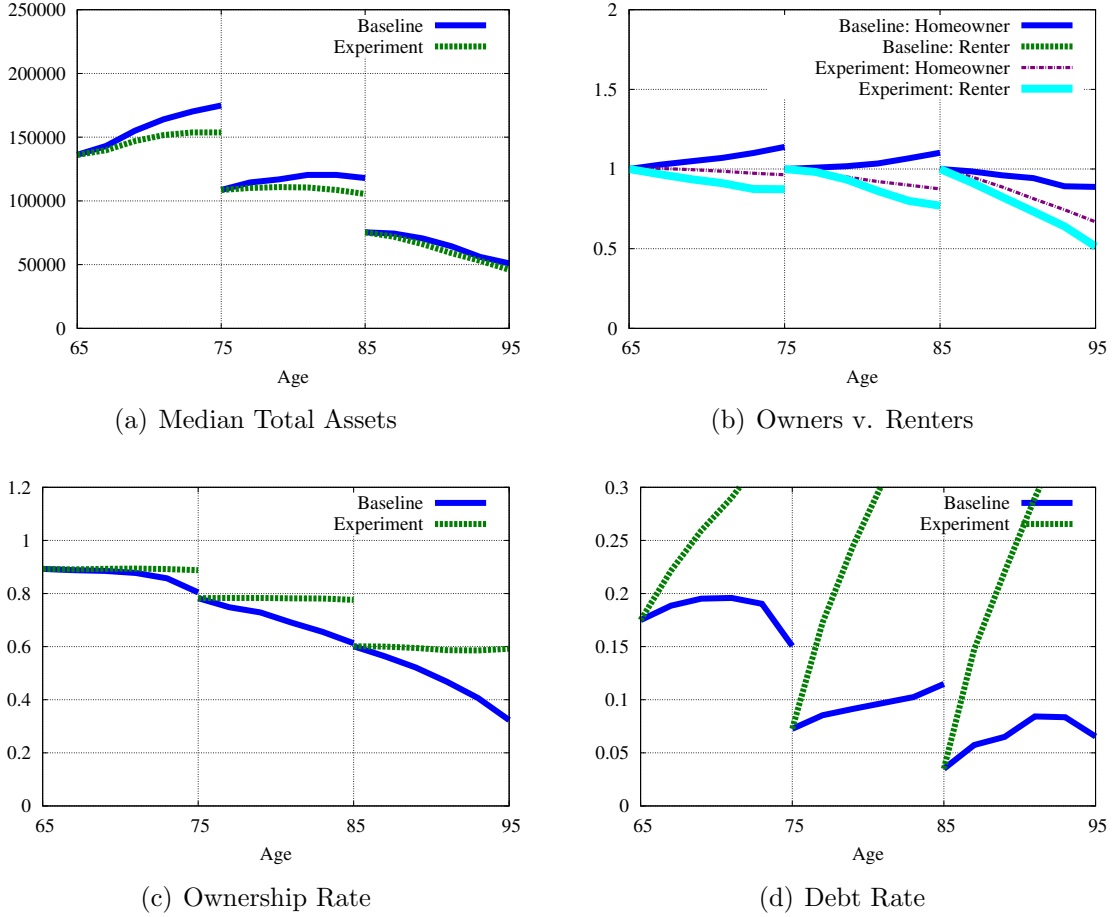 250000
200000
150000
100000
50000
0
65 75 85 95
Age
Baseline
Experiment
(a) Median Total Assets
2
1.5
1
0.5
0
65 75 85 95
Age
Baseline: Homeowner
Baseline: Renter
Experiment: Homeowner
Experiment: Renter
(b) Owners v. Renters
1.2
1
0.8
0.6
0.4
0.2
0
65 75 85 95
Age
Baseline
Experiment
(c) Ownership Rate
0.3
0.25
0.2
0.15
0.1
0.05
0
65 75 85 95
Age
Baseline
Experiment
(d) Debt Rate